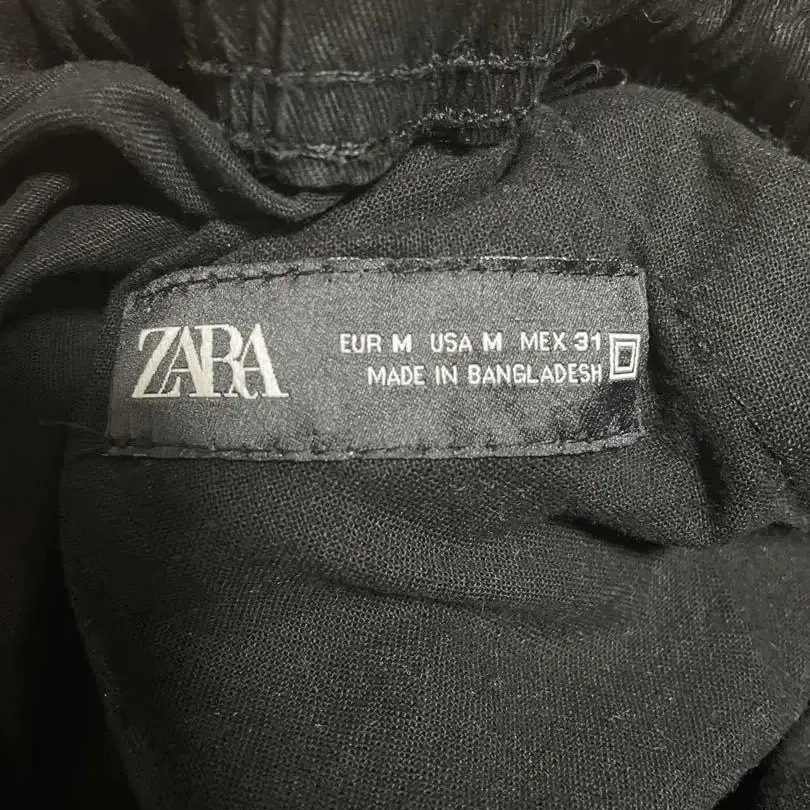 ZARA
EUR M USA M MEX 31
MADE IN BANGLADESH